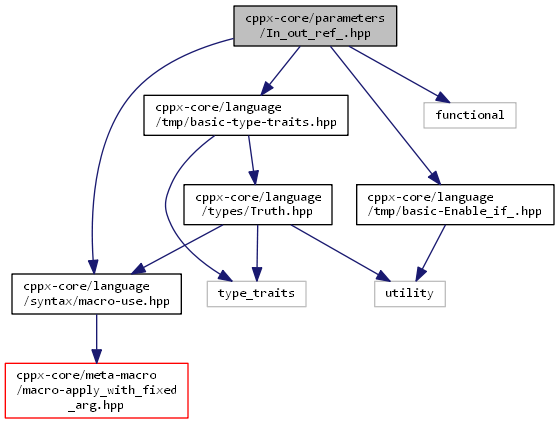 cppx-core/parameters
/In_out_ref_.hpp
cppx-core/language
/tmp/basic-type-traits.hpp
functional
cppx-core/language
/types/Truth.hpp
cppx-core/language
/tmp/basic-Enable_if_.hpp
cppx-core/language
/syntax/macro-use.hpp
type_traits
utility
cppx-core/meta-macro
/macro-apply_with_fixed
_arg.hpp